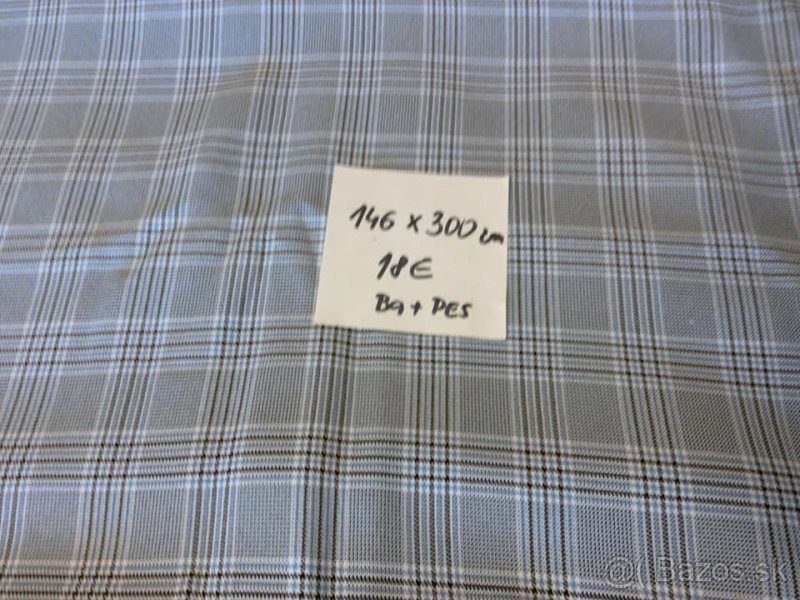 146 x 300 cm
18€
Ba + PES
Bazos.sk